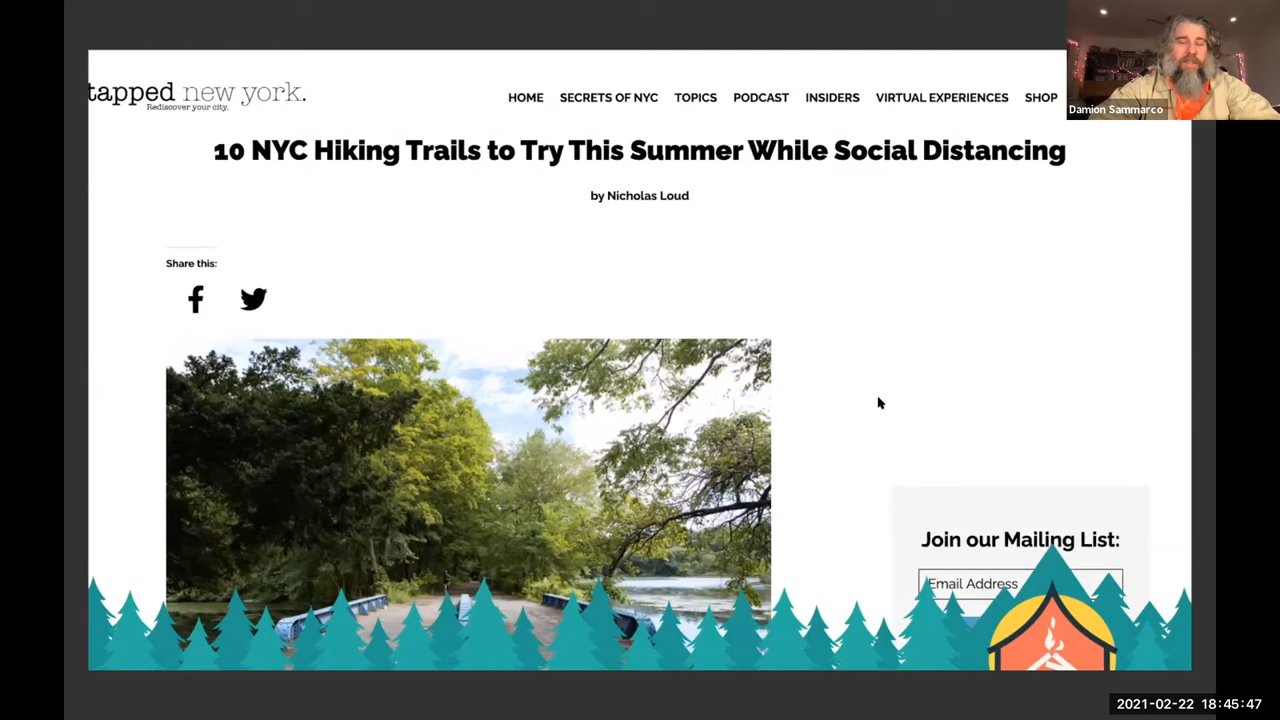 tapped new york.
Rediscover your city.
HOME SECRETS OF NYC TOPICS PODCAST INSIDERS VIRTUAL EXPERIENCES SHOP
Damion Sammarco
10 NYC Hiking Trails to Try This Summer While Social Distancing
by Nicholas Loud
Share this:
Join our Mailing List:
Email Address
2021-02-22 18:45:47